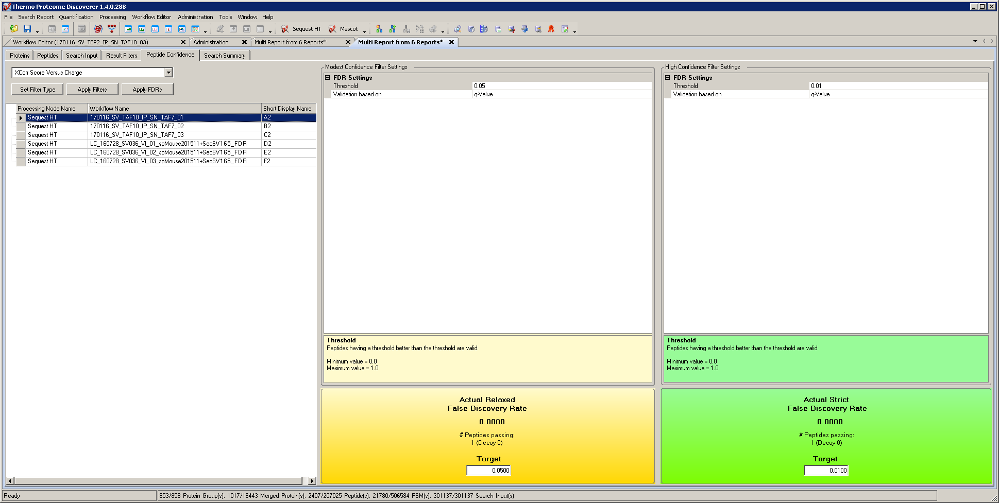 Thermo Proteome Discoverer 1.4.0.288
File Search Report Quantification Processing Workflow Editor Administration Tools Window Help
Sequest HT Mascot
Workflow Editor (170116_SV_TBP2_IP_SN_TAF10_03) Administration Multi Report from 6 Reports* Multi Report from 6 Reports*
Proteins Peptides Search Input Result Filters Peptide Confidence Search Summary
XCorr Score Versus Charge
Set Filter Type Apply Filters Apply FDRs
Processing Node Name Workflow Name Short Display Name
Sequest HT 170116_SV_TAF10_IP_SN_TAF7_01 A2
Sequest HT 170116_SV_TAF10_IP_SN_TAF7_02 B2
Sequest HT 170116_SV_TAF10_IP_SN_TAF7_03 C2
Sequest HT LC_160728_SV036_VI_01_spMouse201511+SeqSV165_FDR D2
Sequest HT LC_160728_SV036_VI_02_spMouse201511+SeqSV165_FDR E2
Sequest HT LC_160728_SV036_VI_03_spMouse201511+SeqSV165_FDR F2
Modest Confidence Filter Settings
FDR Settings
Threshold 0.05
Validation based on q-Value
Threshold
Peptides having a threshold better than the threshold are valid.
Minimum value = 0.0
Maximum value = 1.0
Actual Relaxed
False Discovery Rate
0.0000
# Peptides passing:
1 (Decoy 0)
Target
0.0500
High Confidence Filter Settings
FDR Settings
Threshold 0.01
Validation based on q-Value
Threshold
Peptides having a threshold better than the threshold are valid.
Minimum value = 0.0
Maximum value = 1.0
Actual Strict
False Discovery Rate
0.0000
# Peptides passing:
1 (Decoy 0)
Target
0.0100
Ready 853/858 Protein Group(s), 1017/16443 Merged Protein(s), 2407/207025 Peptide(s), 21780/506584 PSM(s), 301137/301137 Search Input(s)